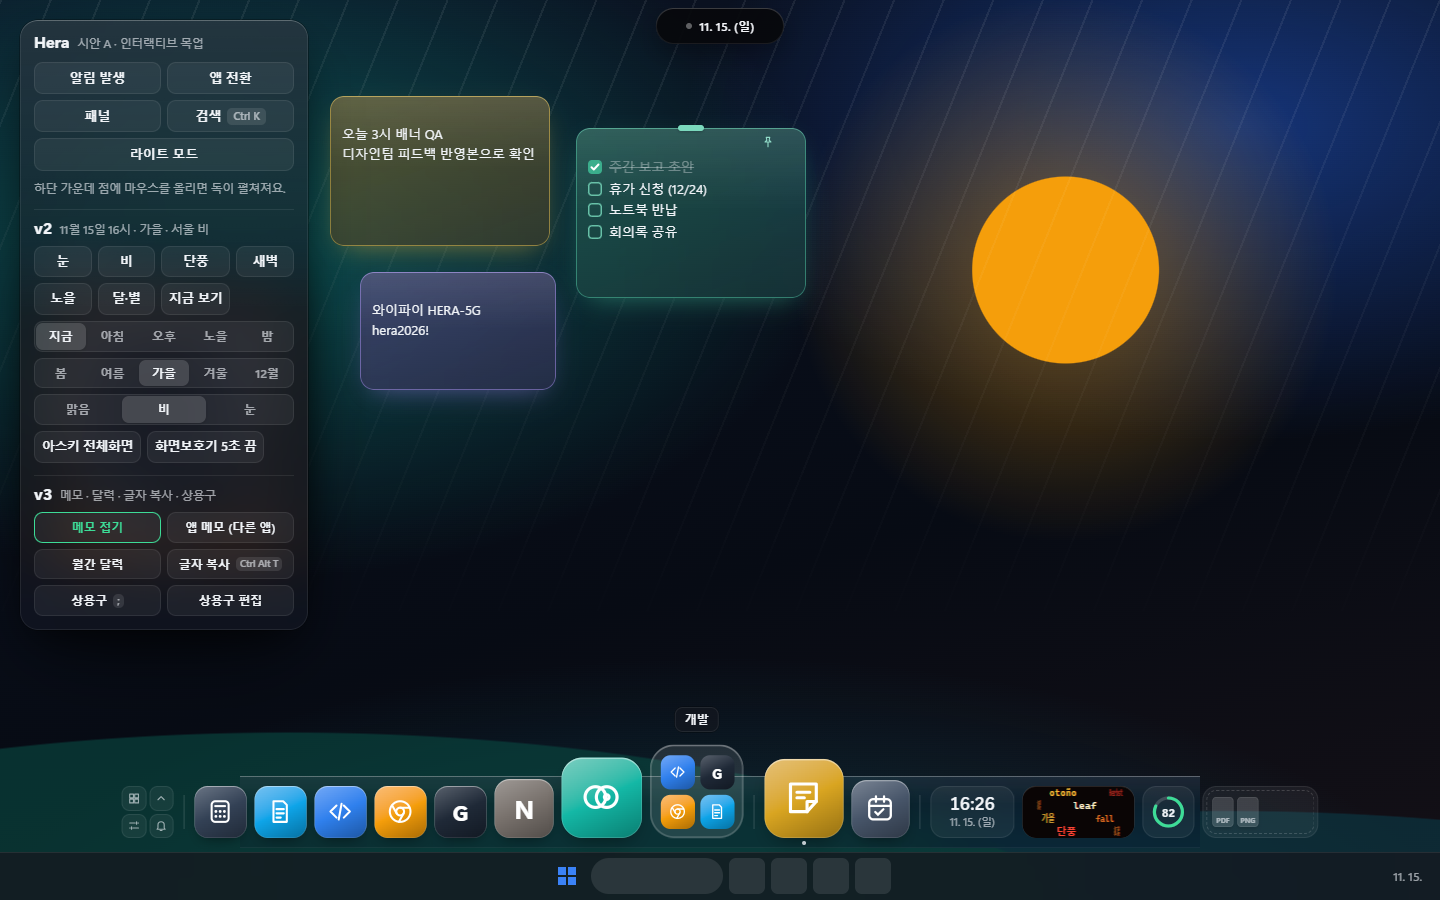 Hera 시안 A · 인터랙티브 목업
알림 발생
앱 전환
패널
검색 Ctrl K
라이트 모드
하단 가운데 점에 마우스를 올리면 독이 펼쳐져요.
v2 11월 15일 16시 · 가을 · 서울 비
눈 비 단풍 새벽
노을 달·별 지금 보기
지금 아침 오후 노을 밤
봄 여름 가을 겨울 12월
맑음 비 눈
아스키 전체화면 화면보호기 5초 끔
v3 메모 · 달력 · 글자 복사 · 상용구
메모 접기 앱 메모 (다른 앱)
월간 달력 글자 복사 Ctrl Alt T
상용구 ; 상용구 편집
11. 15. (일)
오늘 3시 배너 QA
디자인팀 피드백 반영본으로 확인
주간 보고 초안
휴가 신청 (12/24)
노트북 반납
회의록 공유
와이파이 HERA-5G
hera2026!
개발
G
G
N
16:26
11. 15. (일)
otoño
leaf
가을
fall
단풍
82
PDF PNG
11. 15.